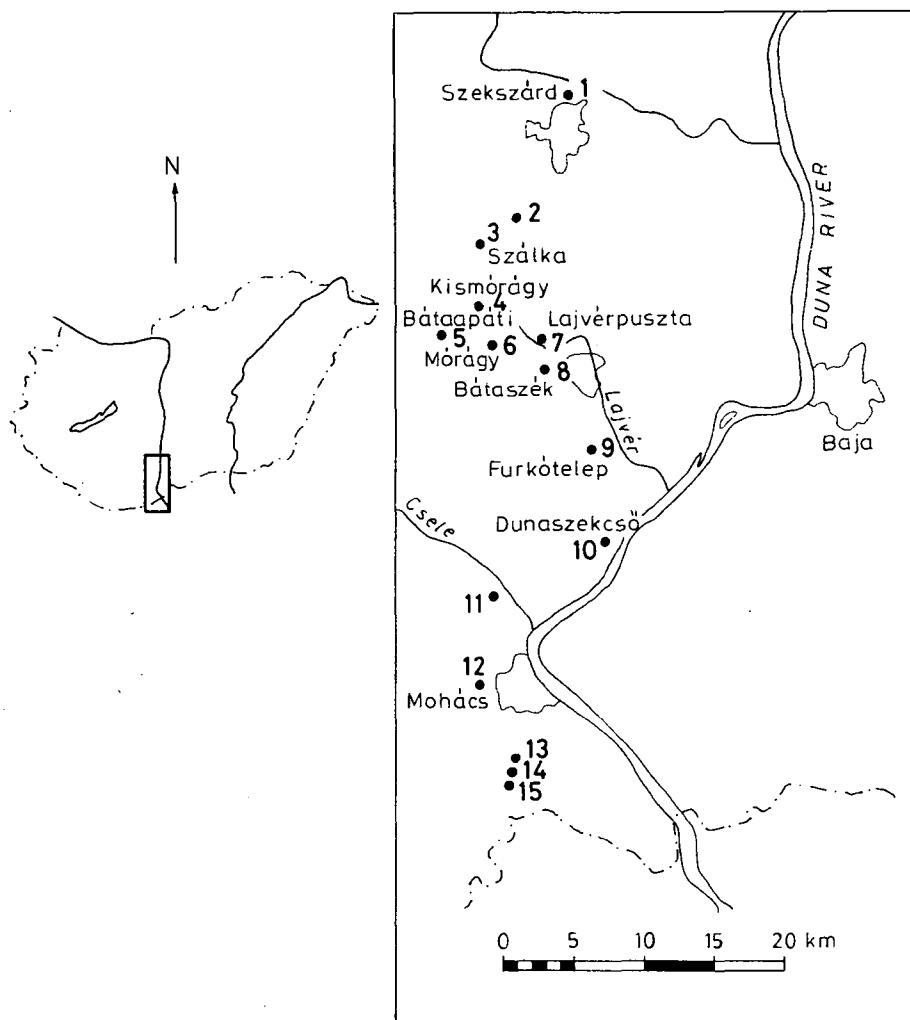 N
Szekszárd
1
2
3
Szálka
Kismórágy
4
Bátaapáti
Lajvérpuszta
5
6
7
Mórágy
8
Bátaszék
Lajvér
9
Furkótelep
DUNA RIVER
Baja
Dunaszekcső
10
Csele
11
12
Mohács
13
14
15
0 5 10 15 20 km